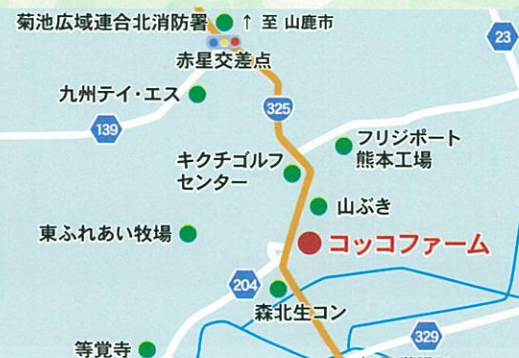 菊池広域連合北消防署
↑ 至 山鹿市
23
赤星交差点
九州テイ・エス
325
139
フリジポート
熊本工場
キクチゴルフ
センター
山ぶき
東ふれあい牧場
コッコファーム
204
森北生コン
329
等覚寺